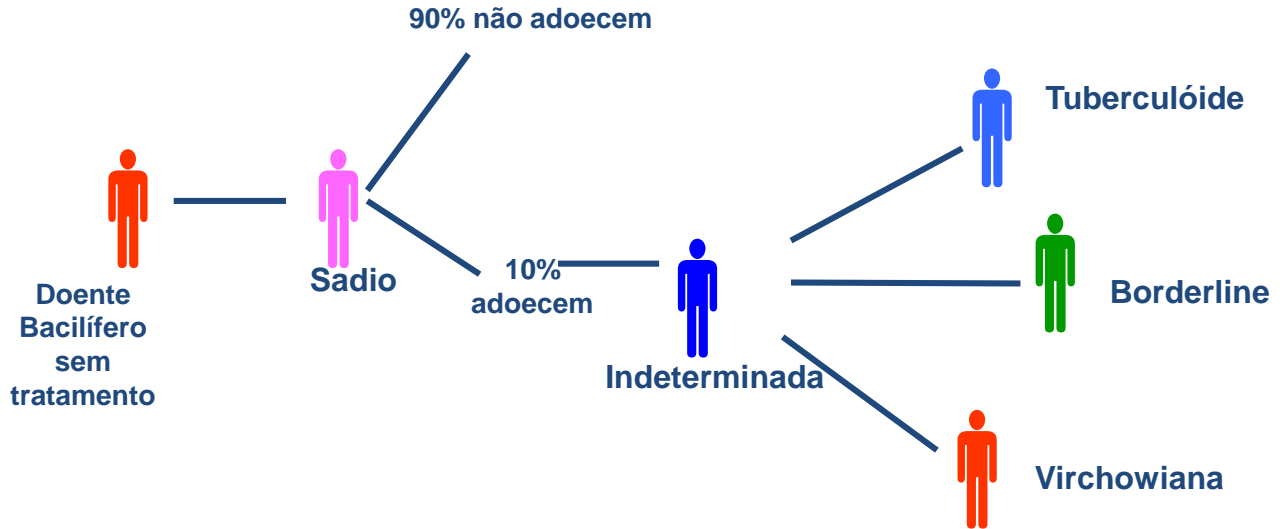 90% não adoecem
Tuberculóide
Sadio
10%
adoecem
Doente
Bacilífero
sem
tratamento
Borderline
Indeterminada
Virchowiana